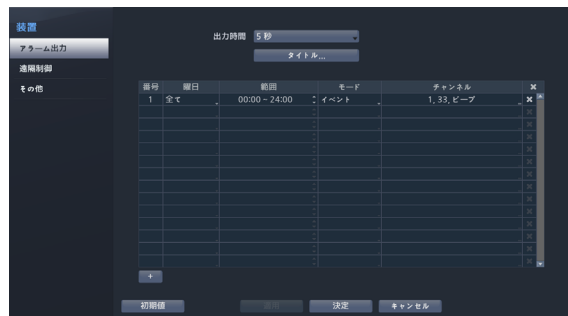 装置
アラーム出力
遠隔制御
その他
出力時間 5 秒
タイトル...
番号 曜日 範囲 モード チャンネル ×
1 全て 00:00 ~ 24:00 イベント 1, 33, ビープ ×
+
初期値 適用 決定 キャンセル